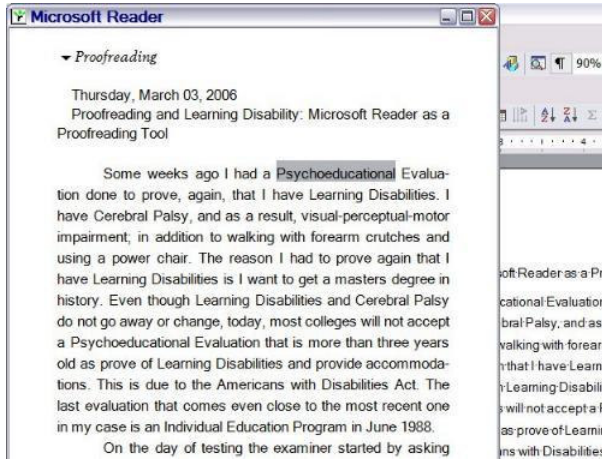 Microsoft Reader
Proofreading
90%
Thursday, March 03, 2006
Proofreading and Learning Disability: Microsoft Reader as a
Proofreading Tool
Some weeks ago I had a Psychoeducational Evalua-
tion done to prove, again, that I have Learning Disabilities. I
have Cerebral Palsy, and as a result, visual-perceptual-motor
impairment; in addition to walking with forearm crutches and
using a power chair. The reason I had to prove again that I
have Learning Disabilities is I want to get a masters degree in
history. Even though Learning Disabilities and Cerebral Palsy
do not go away or change, today, most colleges will not accept
a Psychoeducational Evaluation that is more than three years
old as prove of Learning Disabilities and provide accommoda-
tions. This is due to the Americans with Disabilities Act. The
last evaluation that comes even close to the most recent one
in my case is an Individual Education Program in June 1988.
On the day of testing the examiner started by asking
oft·Reader·as·a·Pr
cational·Evaluation
bral·Palsy,·and·as
walking·with·forear
that·I·have·Learn
Learning·Disabili
will·not·accept·a
as·prove·of·Learni
ns·with·Disabilities